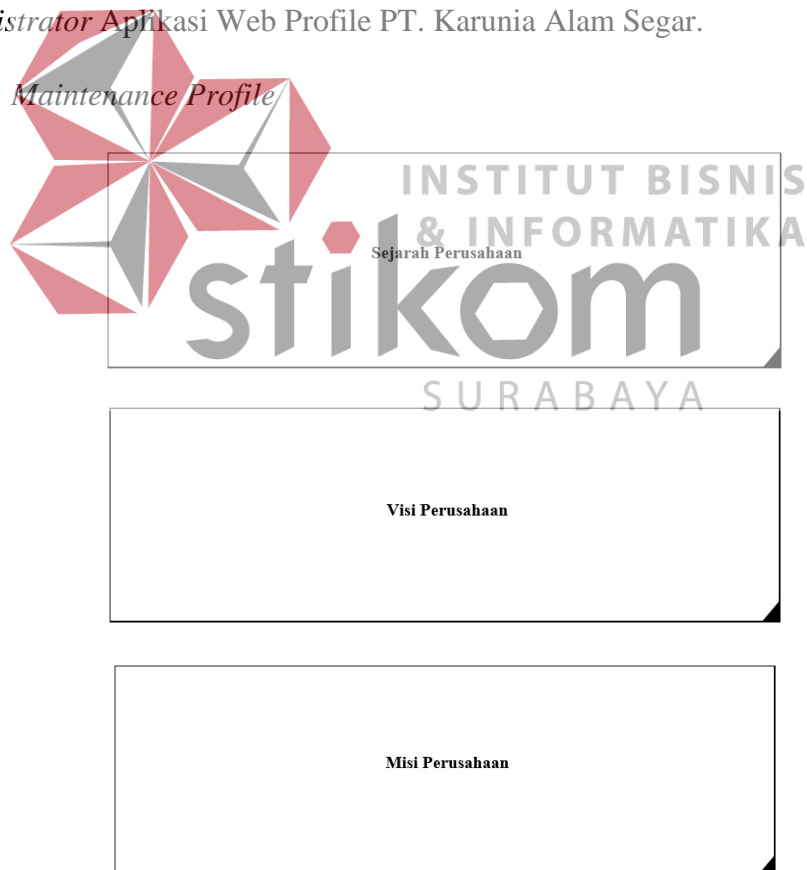 istrator Aplikasi Web Profile PT. Karunia Alam Segar.
Maintenance Profile
INSTITUT BISNIS
& INFORMATIKA
Sejarah Perusahaan
stikom
SURABAYA
Visi Perusahaan
Misi Perusahaan